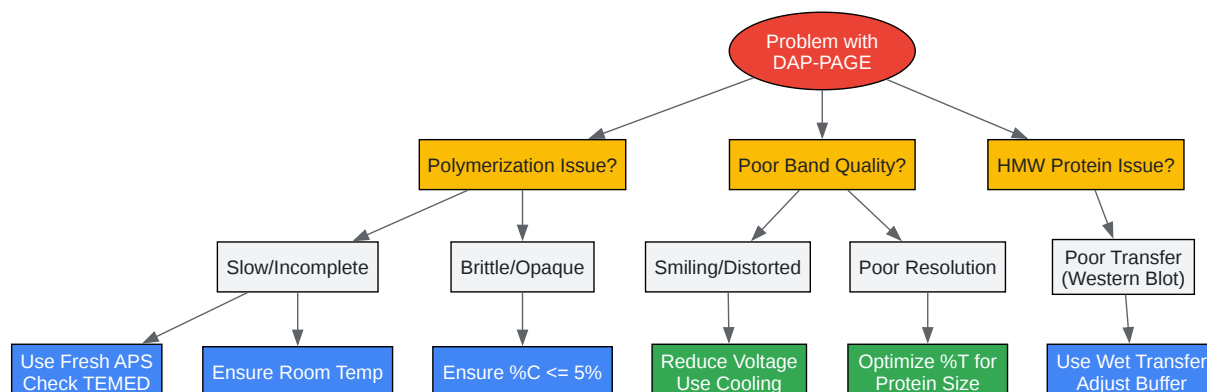 Problem with
DAP-PAGE
Polymerization Issue?
Poor Band Quality?
HMW Protein Issue?
Slow/Incomplete
Brittle/Opaque
Smiling/Distorted
Poor Resolution
Poor Transfer
(Western Blot)
Use Fresh APS
Check TEMED
Ensure Room Temp
Ensure %C <= 5%
Reduce Voltage
Use Cooling
Optimize %T for
Protein Size
Use Wet Transfer
Adjust Buffer